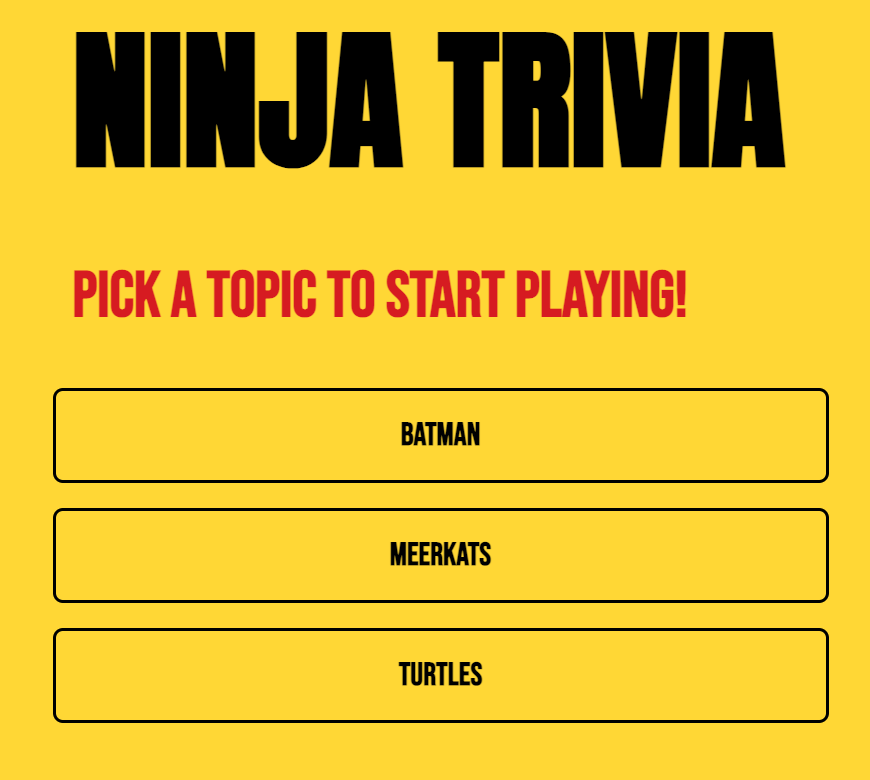 NINJA TRIVIA
PICK A TOPIC TO START PLAYING!
BATMAN
MEERKATS
TURTLES